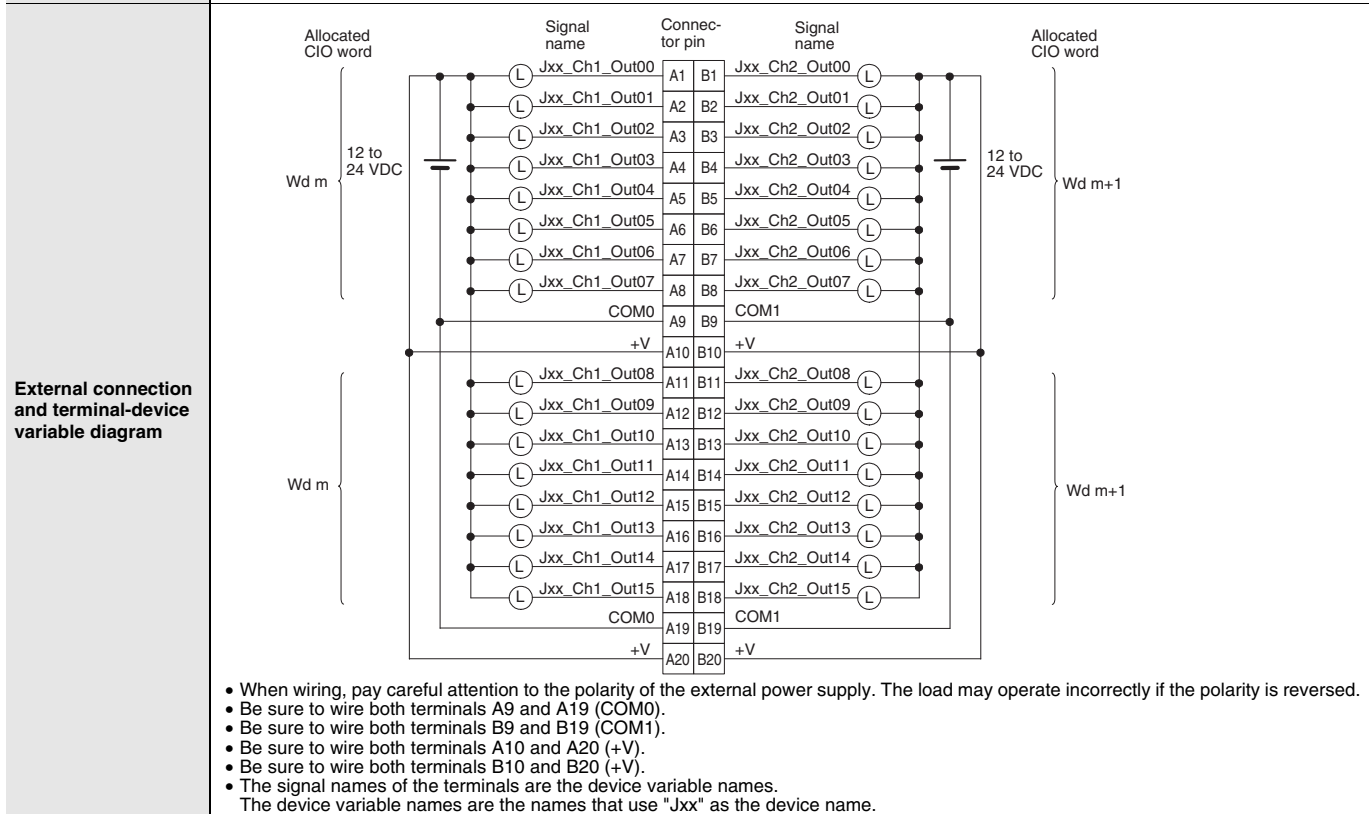 Allocated
CIO word
Signal
name
Connec-
tor pin
Signal
name
Allocated
CIO word
L Jxx_Ch1_Out00 A1 B1 Jxx_Ch2_Out00 L
L Jxx_Ch1_Out01 A2 B2 Jxx_Ch2_Out01 L
L Jxx_Ch1_Out02 A3 B3 Jxx_Ch2_Out02 L
12 to
24 VDC
L Jxx_Ch1_Out03 A4 B4 Jxx_Ch2_Out03 L
12 to
24 VDC
Wd m
Wd m+1
L Jxx_Ch1_Out04 A5 B5 Jxx_Ch2_Out04 L
L Jxx_Ch1_Out05 A6 B6 Jxx_Ch2_Out05 L
L Jxx_Ch1_Out06 A7 B7 Jxx_Ch2_Out06 L
L Jxx_Ch1_Out07 A8 B8 Jxx_Ch2_Out07 L
COM0 A9 B9 COM1
+V A10 B10 +V
External connection
and terminal-device
variable diagram
L Jxx_Ch1_Out08 A11 B11 Jxx_Ch2_Out08 L
L Jxx_Ch1_Out09 A12 B12 Jxx_Ch2_Out09 L
L Jxx_Ch1_Out10 A13 B13 Jxx_Ch2_Out10 L
L Jxx_Ch1_Out11 A14 B14 Jxx_Ch2_Out11 L
Wd m
Wd m+1
L Jxx_Ch1_Out12 A15 B15 Jxx_Ch2_Out12 L
L Jxx_Ch1_Out13 A16 B16 Jxx_Ch2_Out13 L
L Jxx_Ch1_Out14 A17 B17 Jxx_Ch2_Out14 L
L Jxx_Ch1_Out15 A18 B18 Jxx_Ch2_Out15 L
COM0 A19 B19 COM1
+V A20 B20 +V
• When wiring, pay careful attention to the polarity of the external power supply. The load may operate incorrectly if the polarity is reversed.
• Be sure to wire both terminals A9 and A19 (COM0).
• Be sure to wire both terminals B9 and B19 (COM1).
• Be sure to wire both terminals A10 and A20 (+V).
• Be sure to wire both terminals B10 and B20 (+V).
• The signal names of the terminals are the device variable names.
The device variable names are the names that use "Jxx" as the device name.